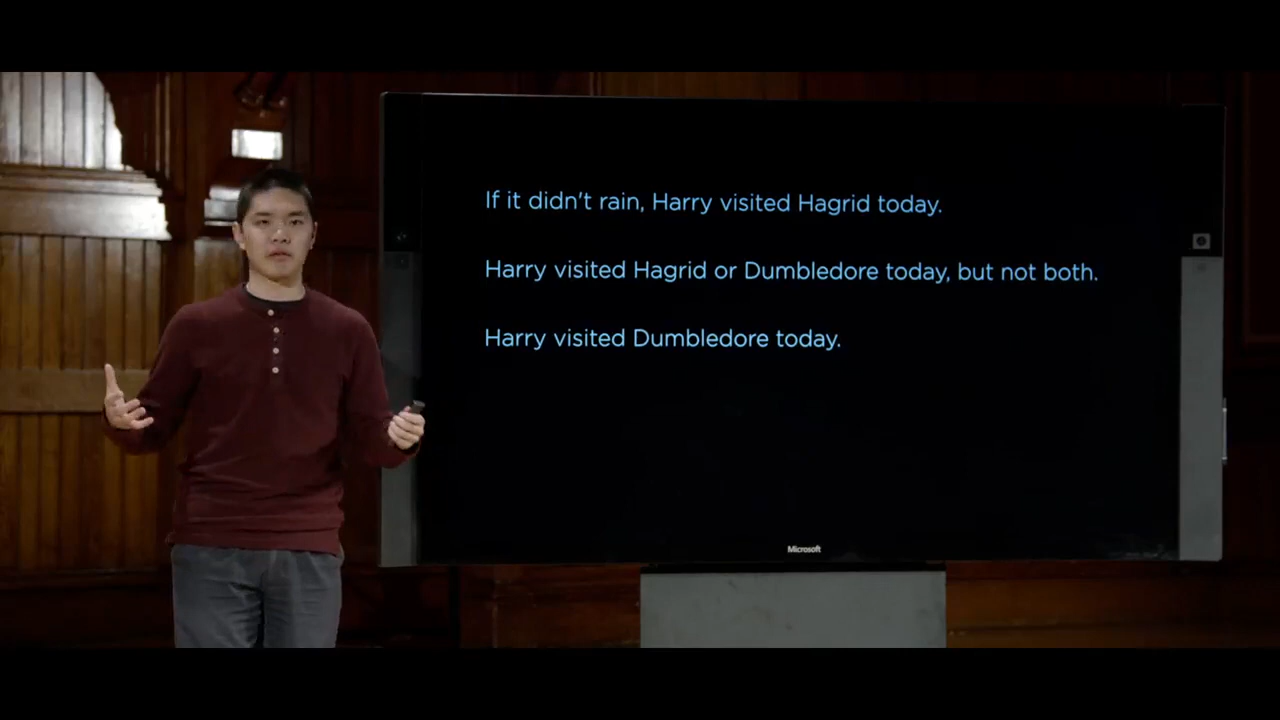 If it didn't rain, Harry visited Hagrid today.
Harry visited Hagrid or Dumbledore today, but not both.
Harry visited Dumbledore today.
Microsoft